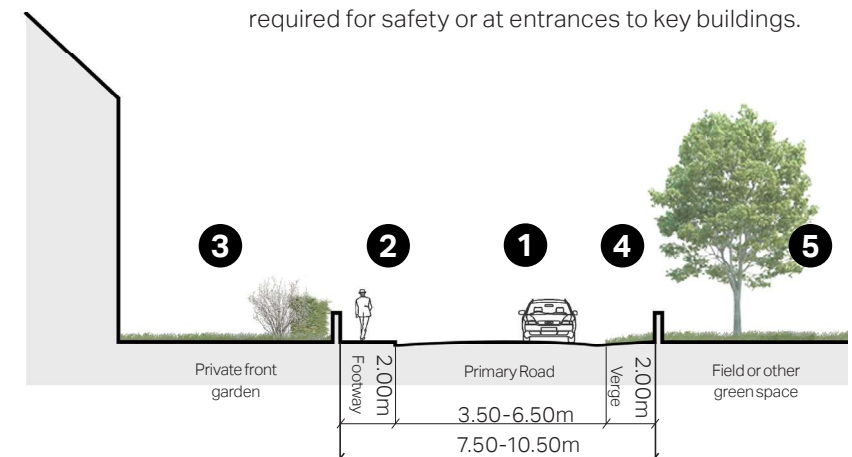 required for safety or at entrances to key buildings.
3
2
1
4
5
Private front
garden
Footway
2.00m
Primary Road
Verge
2.00m
Field or other
green space
3.50-6.50m
7.50-10.50m